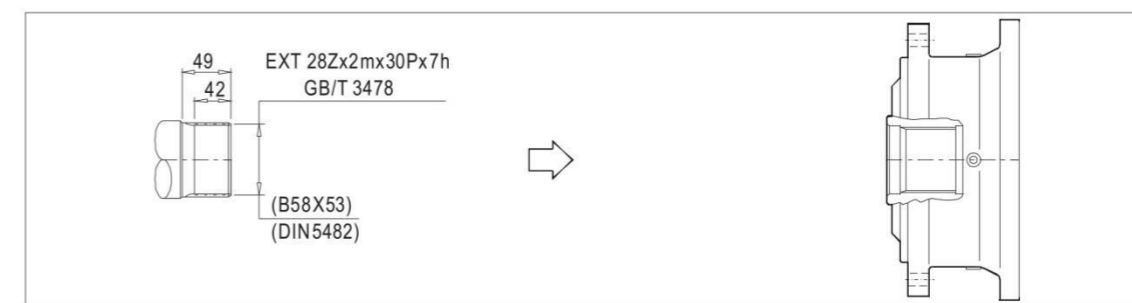 49
EXT 28Zx2mx30Px7h
42
GB/T 3478
(B58X53)
(DIN5482)